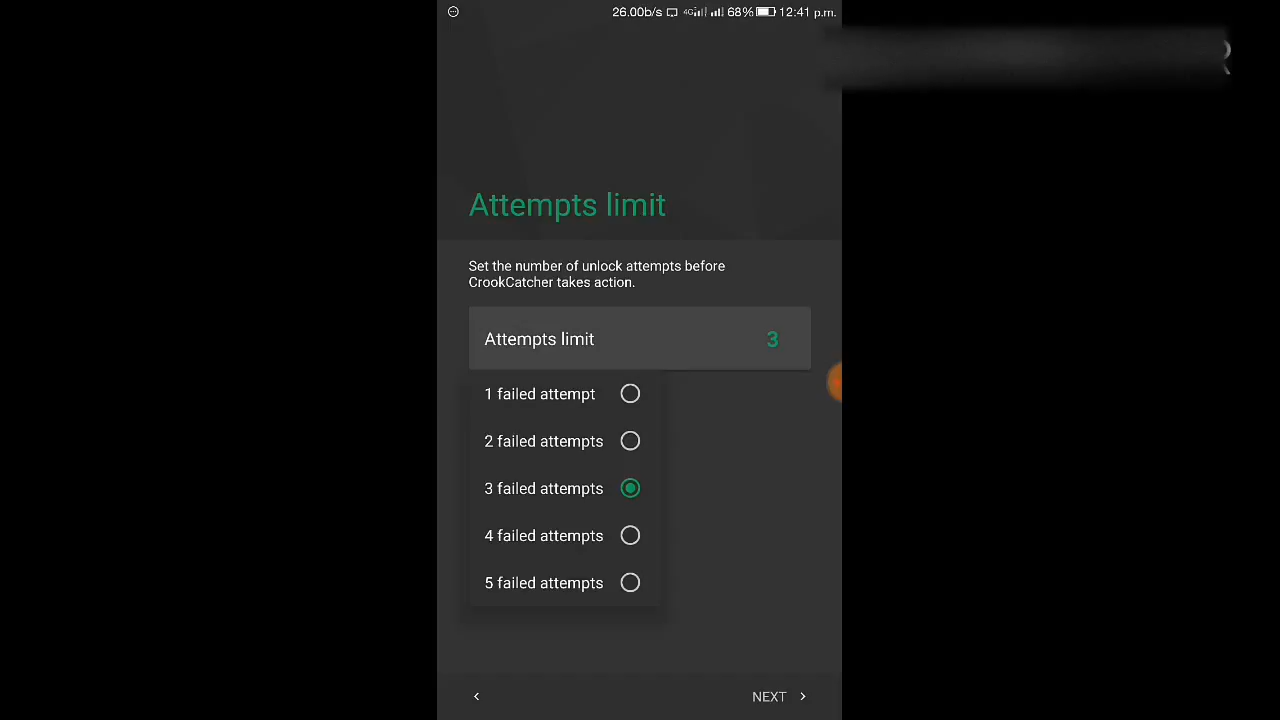 26.00b/s 4G 68% 12:41 p.m.
Attempts limit
Set the number of unlock attempts before
CrookCatcher takes action.
Attempts limit 3
1 failed attempt
2 failed attempts
3 failed attempts
4 failed attempts
5 failed attempts
NEXT